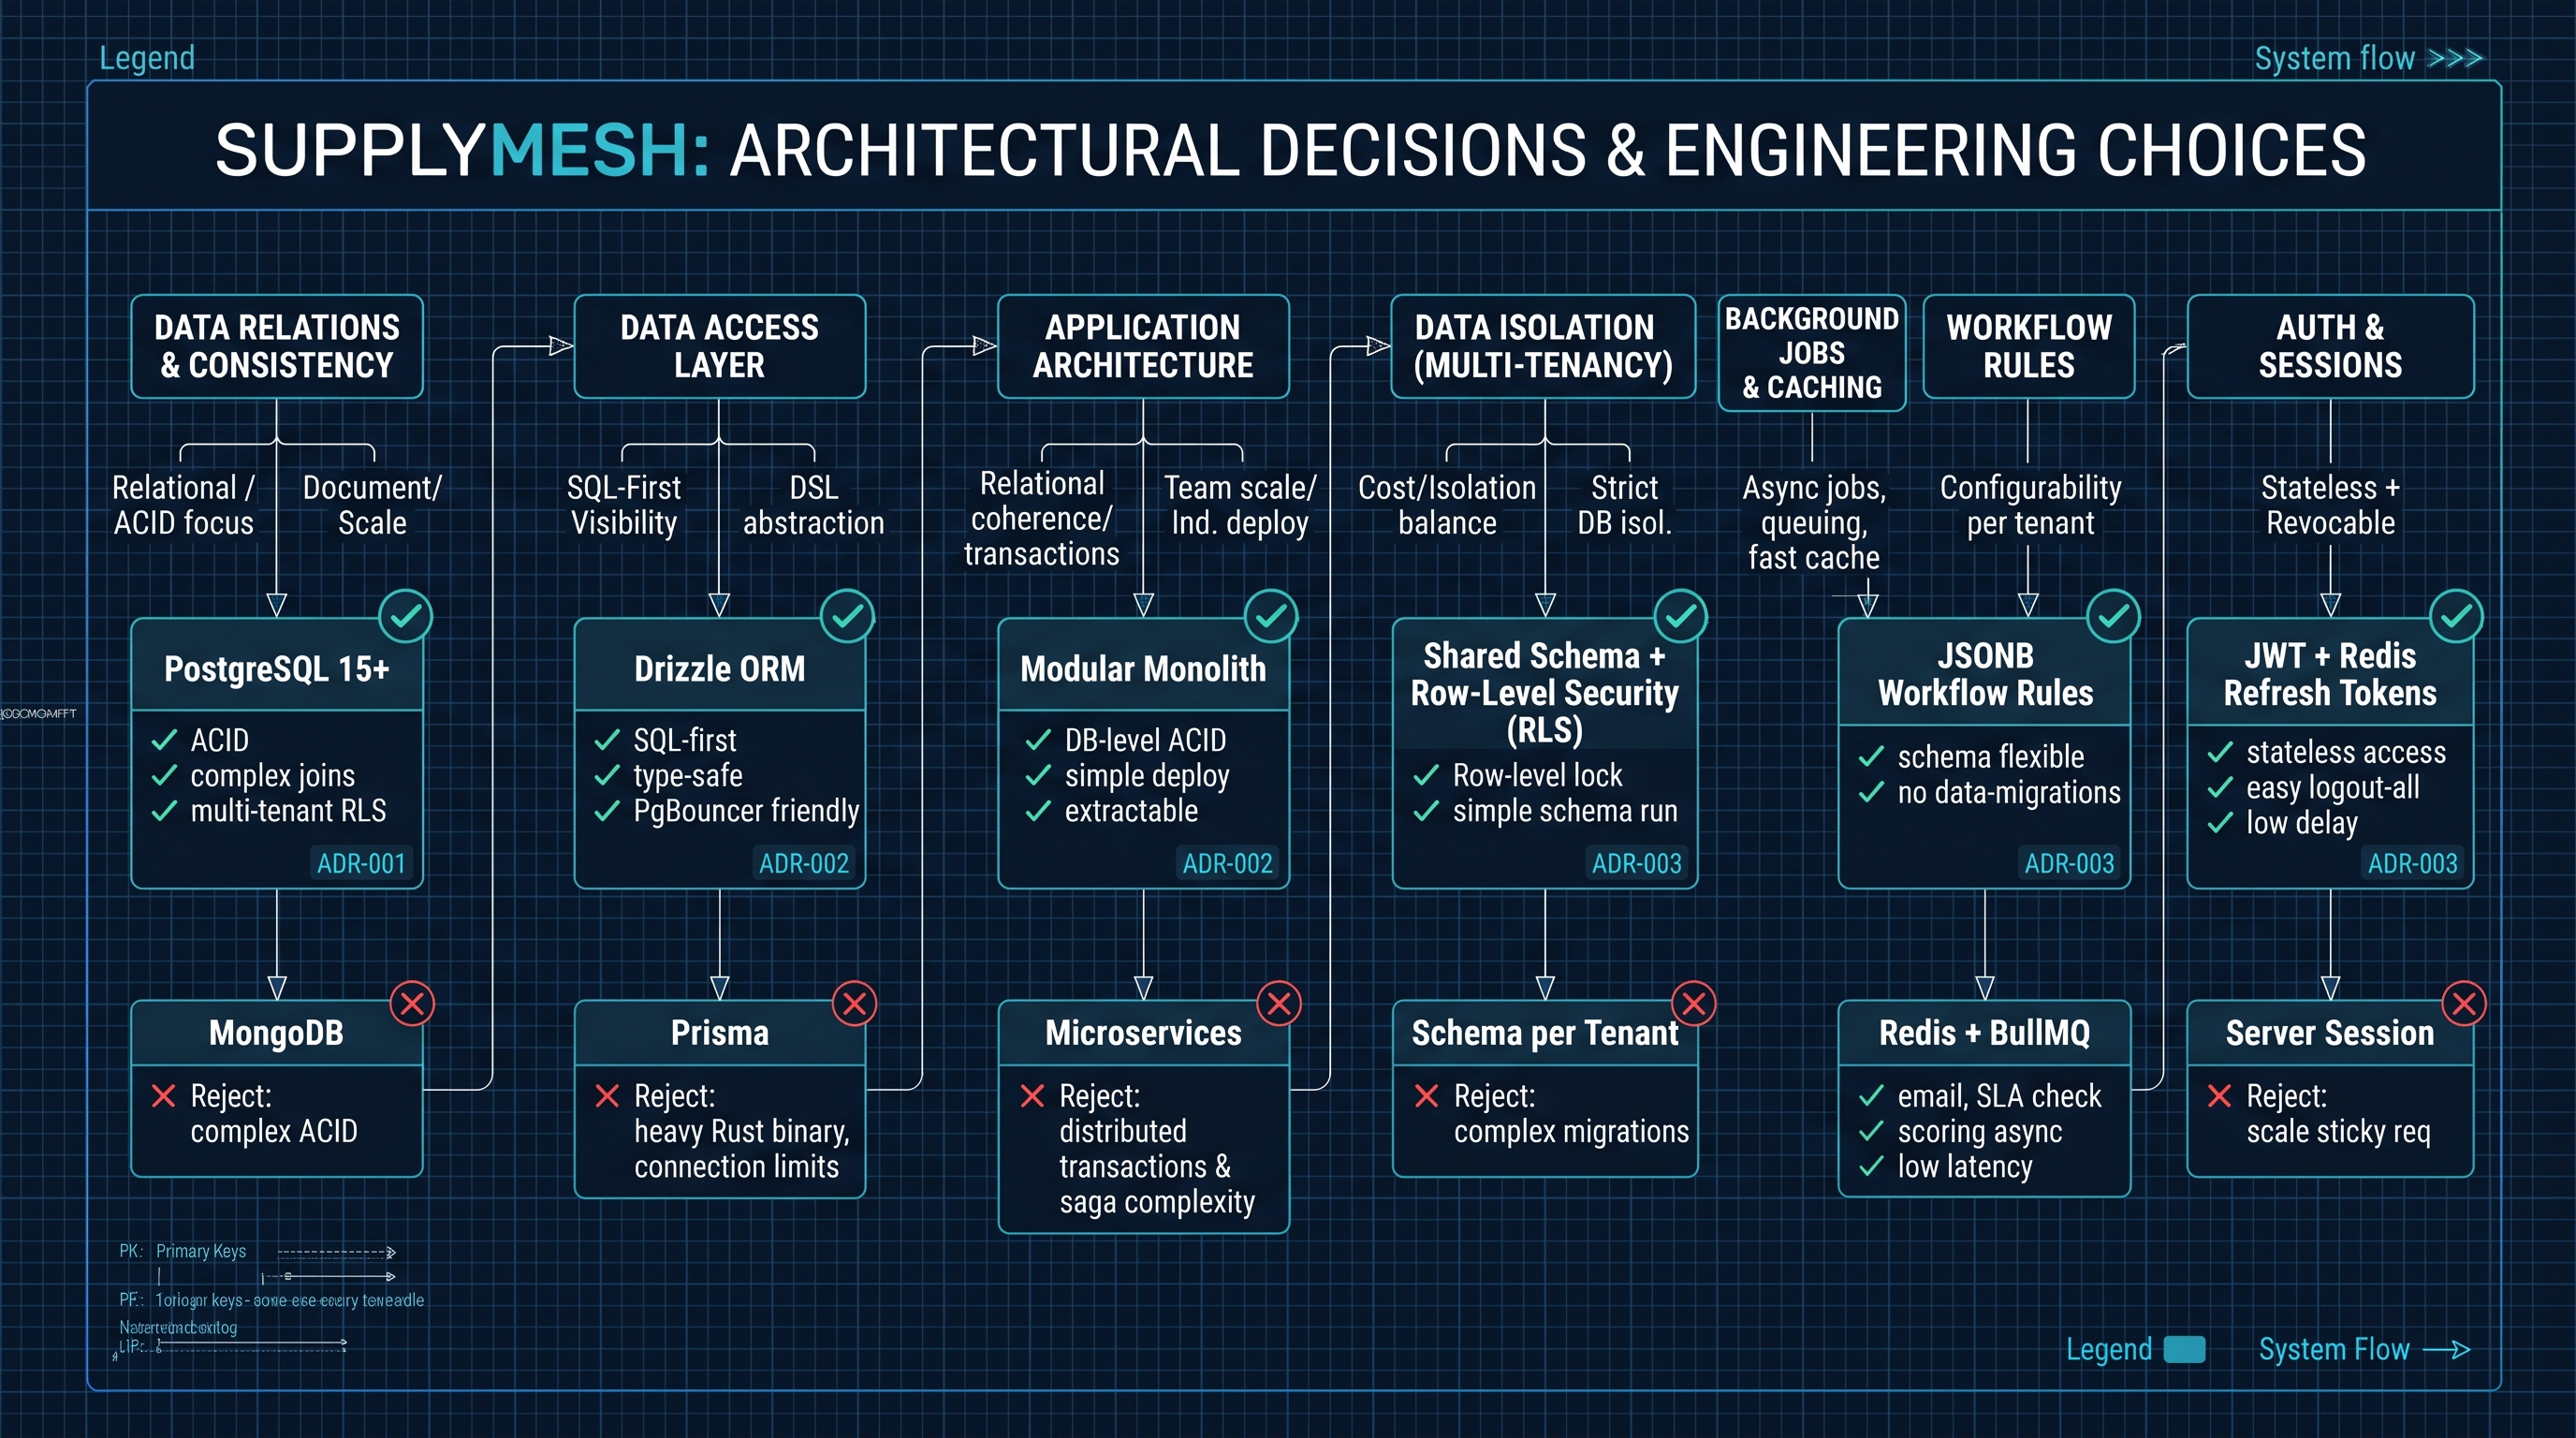 Legend
System flow
SUPPLYMESH: ARCHITECTURAL DECISIONS & ENGINEERING CHOICES
DATA RELATIONS
& CONSISTENCY
Relational /
ACID focus
Document/
Scale
PostgreSQL 15+
ACID
complex joins
multi-tenant RLS
ADR-001
MongoDB
Reject:
complex ACID
DATA ACCESS
LAYER
SQL-First
Visibility
DSL
abstraction
Drizzle ORM
SQL-first
type-safe
PgBouncer friendly
ADR-002
Prisma
Reject:
heavy Rust binary,
connection limits
APPLICATION
ARCHITECTURE
Relational
coherence/
transactions
Team scale/
Ind. deploy
Modular Monolith
DB-level ACID
simple deploy
extractable
ADR-002
Microservices
Reject:
distributed
transactions &
saga complexity
DATA ISOLATION
(MULTI-TENANCY)
Cost/Isolation
balance
Strict
DB isol.
Shared Schema +
Row-Level Security
(RLS)
Row-level lock
simple schema run
ADR-003
Schema per Tenant
Reject:
complex migrations
BACKGROUND
JOBS
& CACHING
Async jobs,
queuing,
fast cache
WORKFLOW
RULES
Configurability
per tenant
JSONB
Workflow Rules
schema flexible
no data-migrations
ADR-003
Redis + BullMQ
email, SLA check
scoring async
low latency
AUTH &
SESSIONS
Stateless +
Revocable
JWT + Redis
Refresh Tokens
stateless access
easy logout-all
low delay
ADR-003
Server Session
Reject:
scale sticky req
PK: Primary Keys
PF:
Legend
System Flow